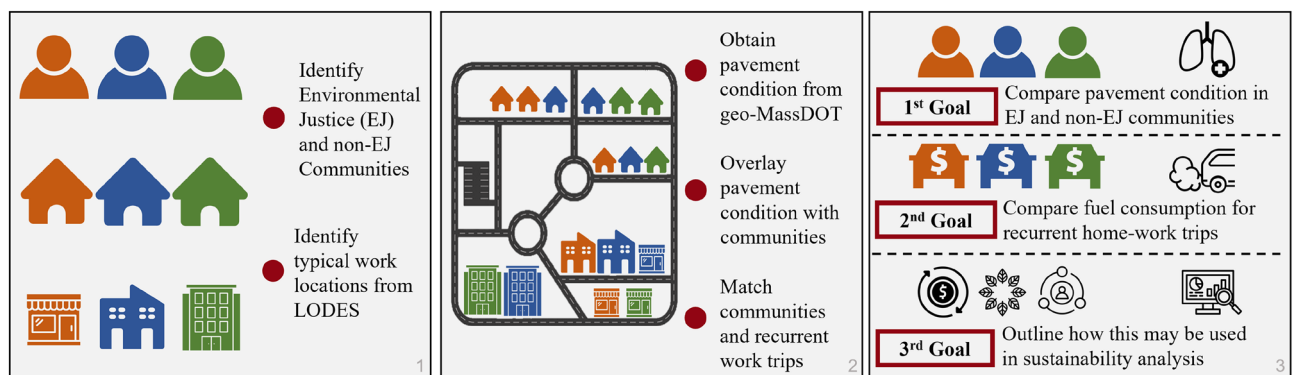 Identify
Environmental
Justice (EJ)
and non-EJ
Communities
Identify
typical work
locations from
LODES
1
Obtain
pavement
condition from
geo-MassDOT
Overlay
pavement
condition with
communities
Match
communities
and recurrent
work trips
2
1st Goal
Compare pavement condition in
EJ and non-EJ communities
$ $ $
2nd Goal
Compare fuel consumption for
recurrent home-work trips
$
3rd Goal
Outline how this may be used
in sustainability analysis
3